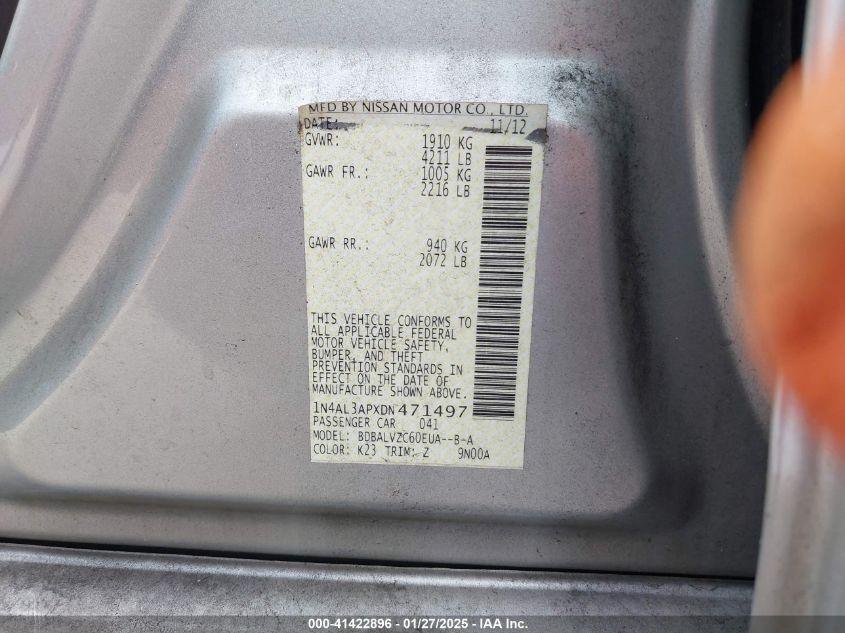 MFD BY NISSAN MOTOR CO., LTD.
DATE: 11/12
GVWR: 1910 KG
4211 LB
GAWR FR.: 1005 KG
2216 LB
GAWR RR.: 940 KG
2072 LB
THIS VEHICLE CONFORMS TO
ALL APPLICABLE FEDERAL
MOTOR VEHICLE SAFETY,
BUMPER, AND THEFT
PREVENTION STANDARDS IN
EFFECT ON THE DATE OF
MANUFACTURE SHOWN ABOVE.
1N4AL3APXDN471497
PASSENGER CAR 041
MODEL: BDBALVZC60EUA--B-A
COLOR: K23 TRIM: Z 9N00A
000-41422896 - 01/27/2025 - IAA Inc.